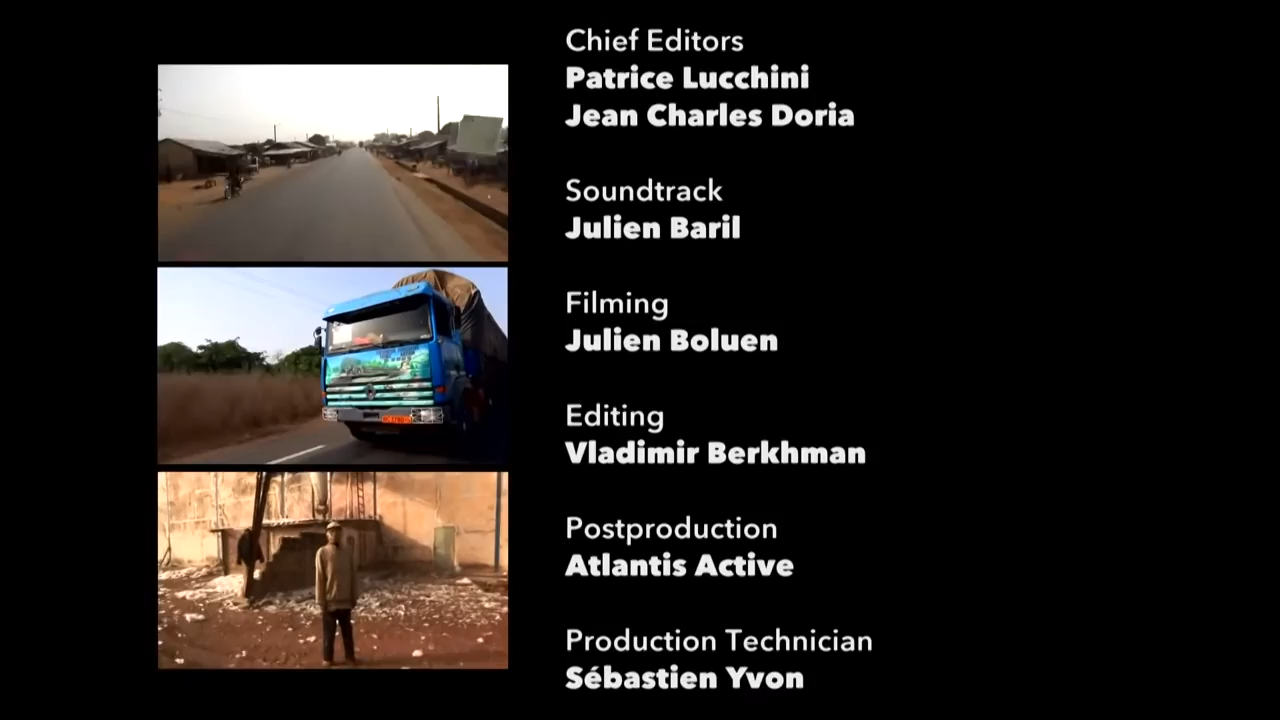 Chief Editors
Patrice Lucchini
Jean Charles Doria
Soundtrack
Julien Baril
Filming
Julien Boluen
Editing
Vladimir Berkhman
Postproduction
Atlantis Active
Production Technician
Sébastien Yvon